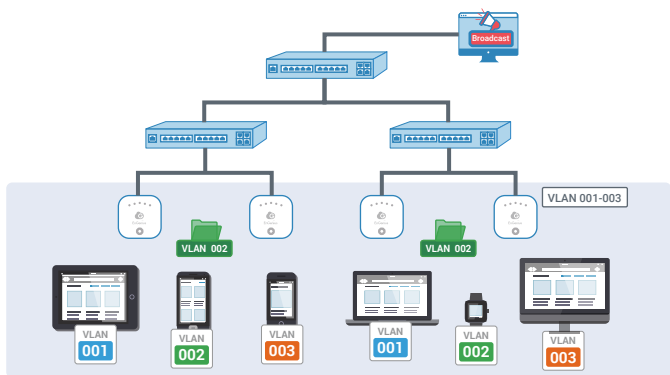 Broadcast
VLAN 001-003
VLAN 002
VLAN 002
VLAN
001
VLAN
002
VLAN
003
VLAN
001
VLAN
002
VLAN
003